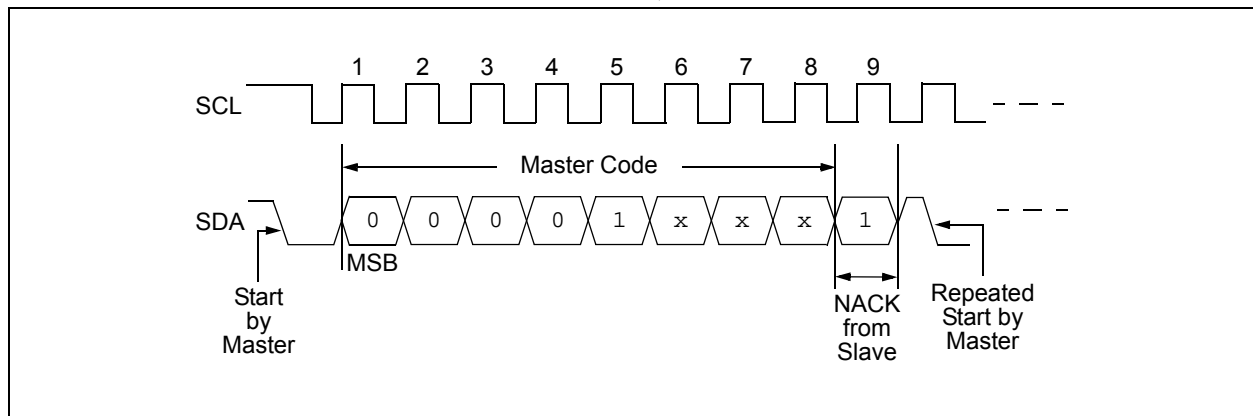 1 2 3 4 5 6 7 8 9
SCL
Master Code
SDA
0 0 0 0 1 x x x 1
MSB
Start
by
Master
NACK
from
Slave
Repeated
Start by
Master